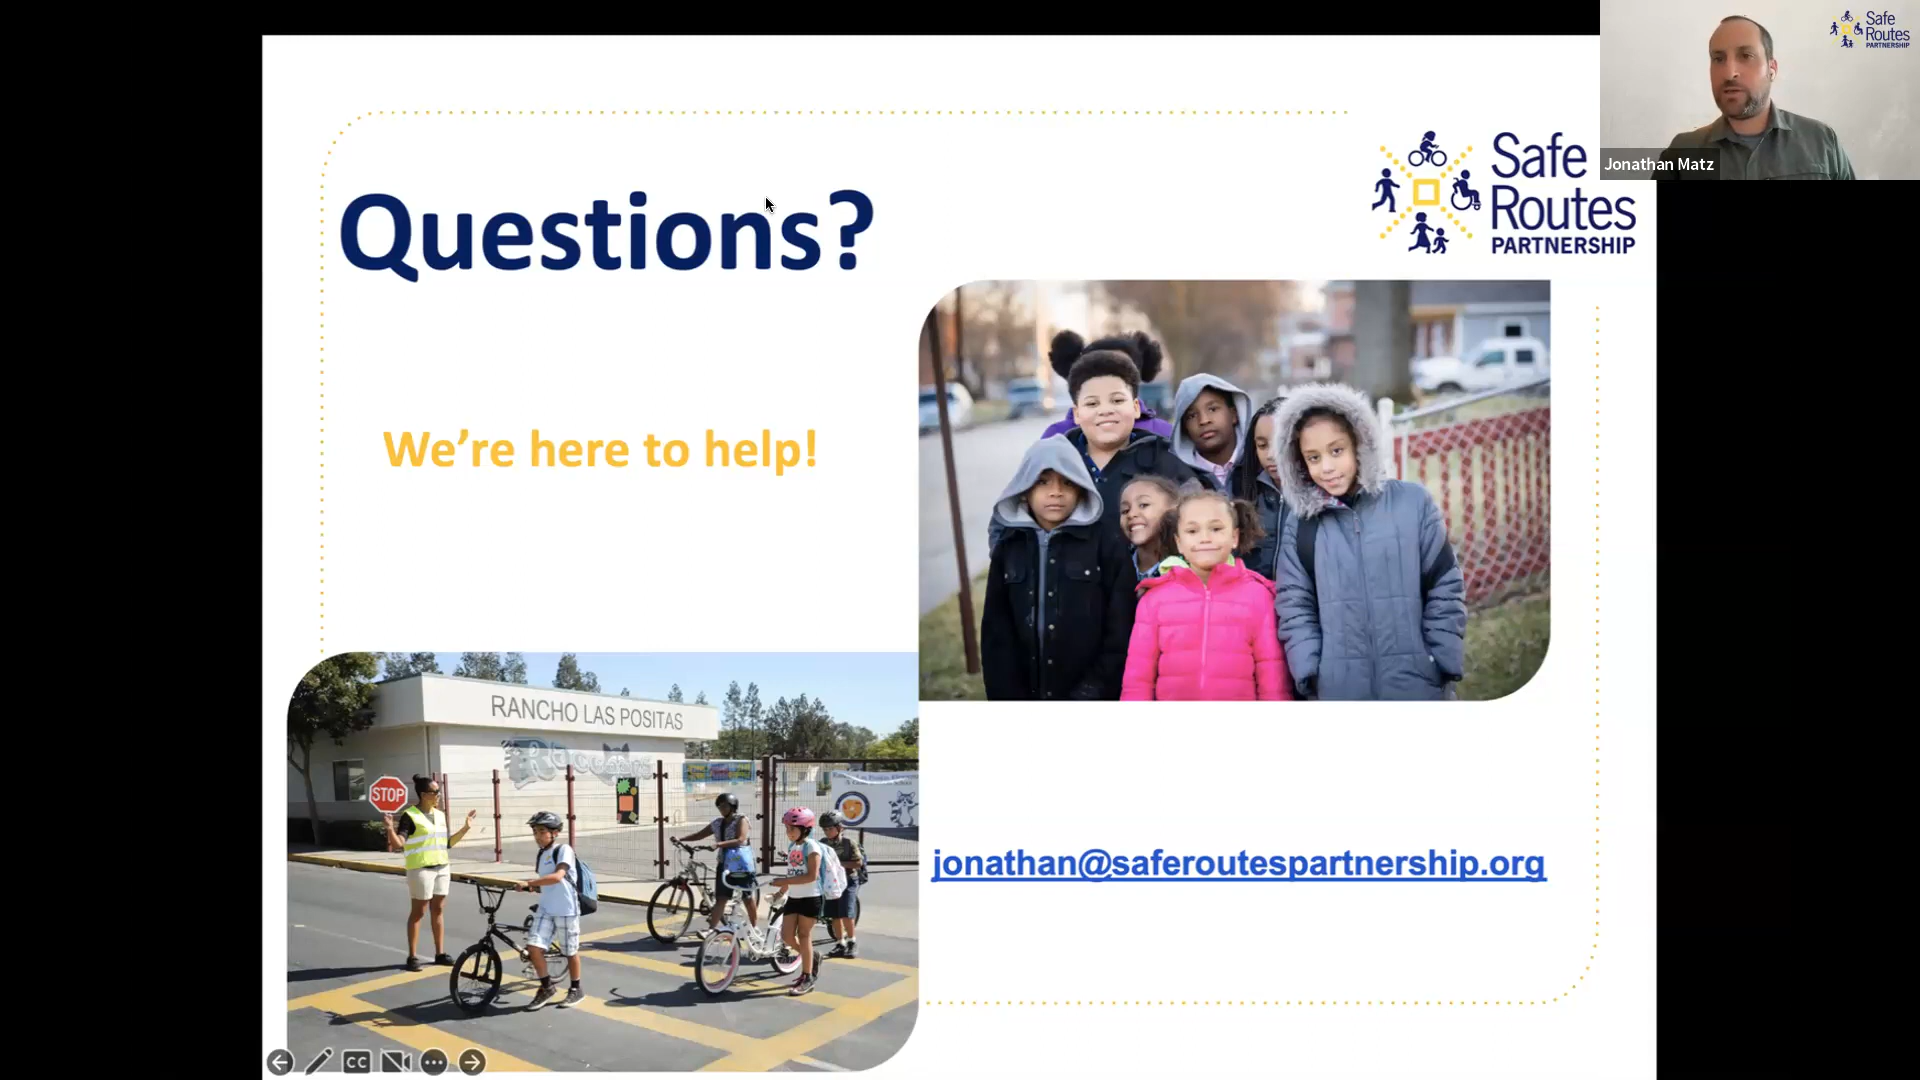 Safe
Routes
PARTNERSHIP
Jonathan Matz
Safe
Routes
PARTNERSHIP
Questions?
We're here to help!
RANCHO LAS POSITAS
STOP
jonathan@saferoutespartnership.org
CC